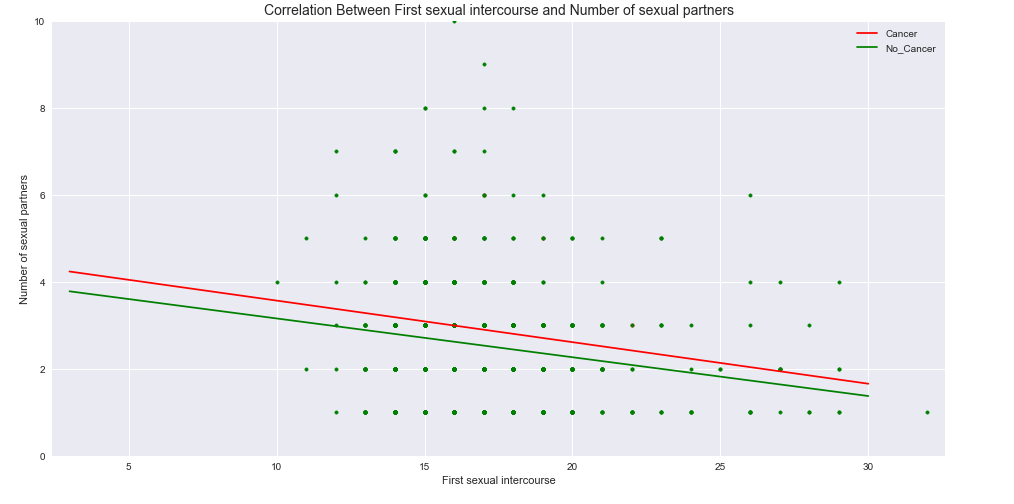 Correlation Between First sexual intercourse and Number of sexual partners
Cancer
No_Cancer
10
8
6
4
2
0
Number of sexual partners
5 10 15 20 25 30
First sexual intercourse